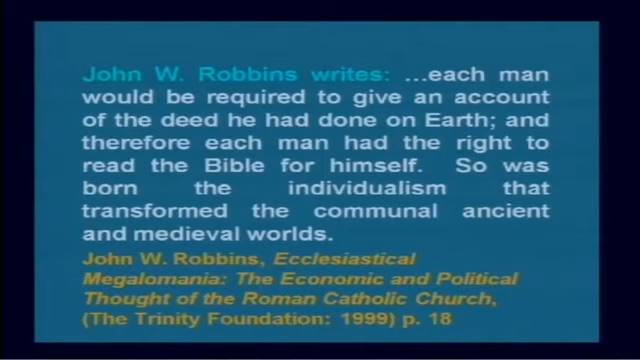 John W. Robbins writes: ...each man
would be required to give an account
of the deed he had done on Earth; and
therefore each man had the right to
read the Bible for himself. So was
born the individualism that
transformed the communal ancient
and medieval worlds.
John W. Robbins, Ecclesiastical
Megalomania: The Economic and Political
Thought of the Roman Catholic Church,
(The Trinity Foundation: 1999) p. 18